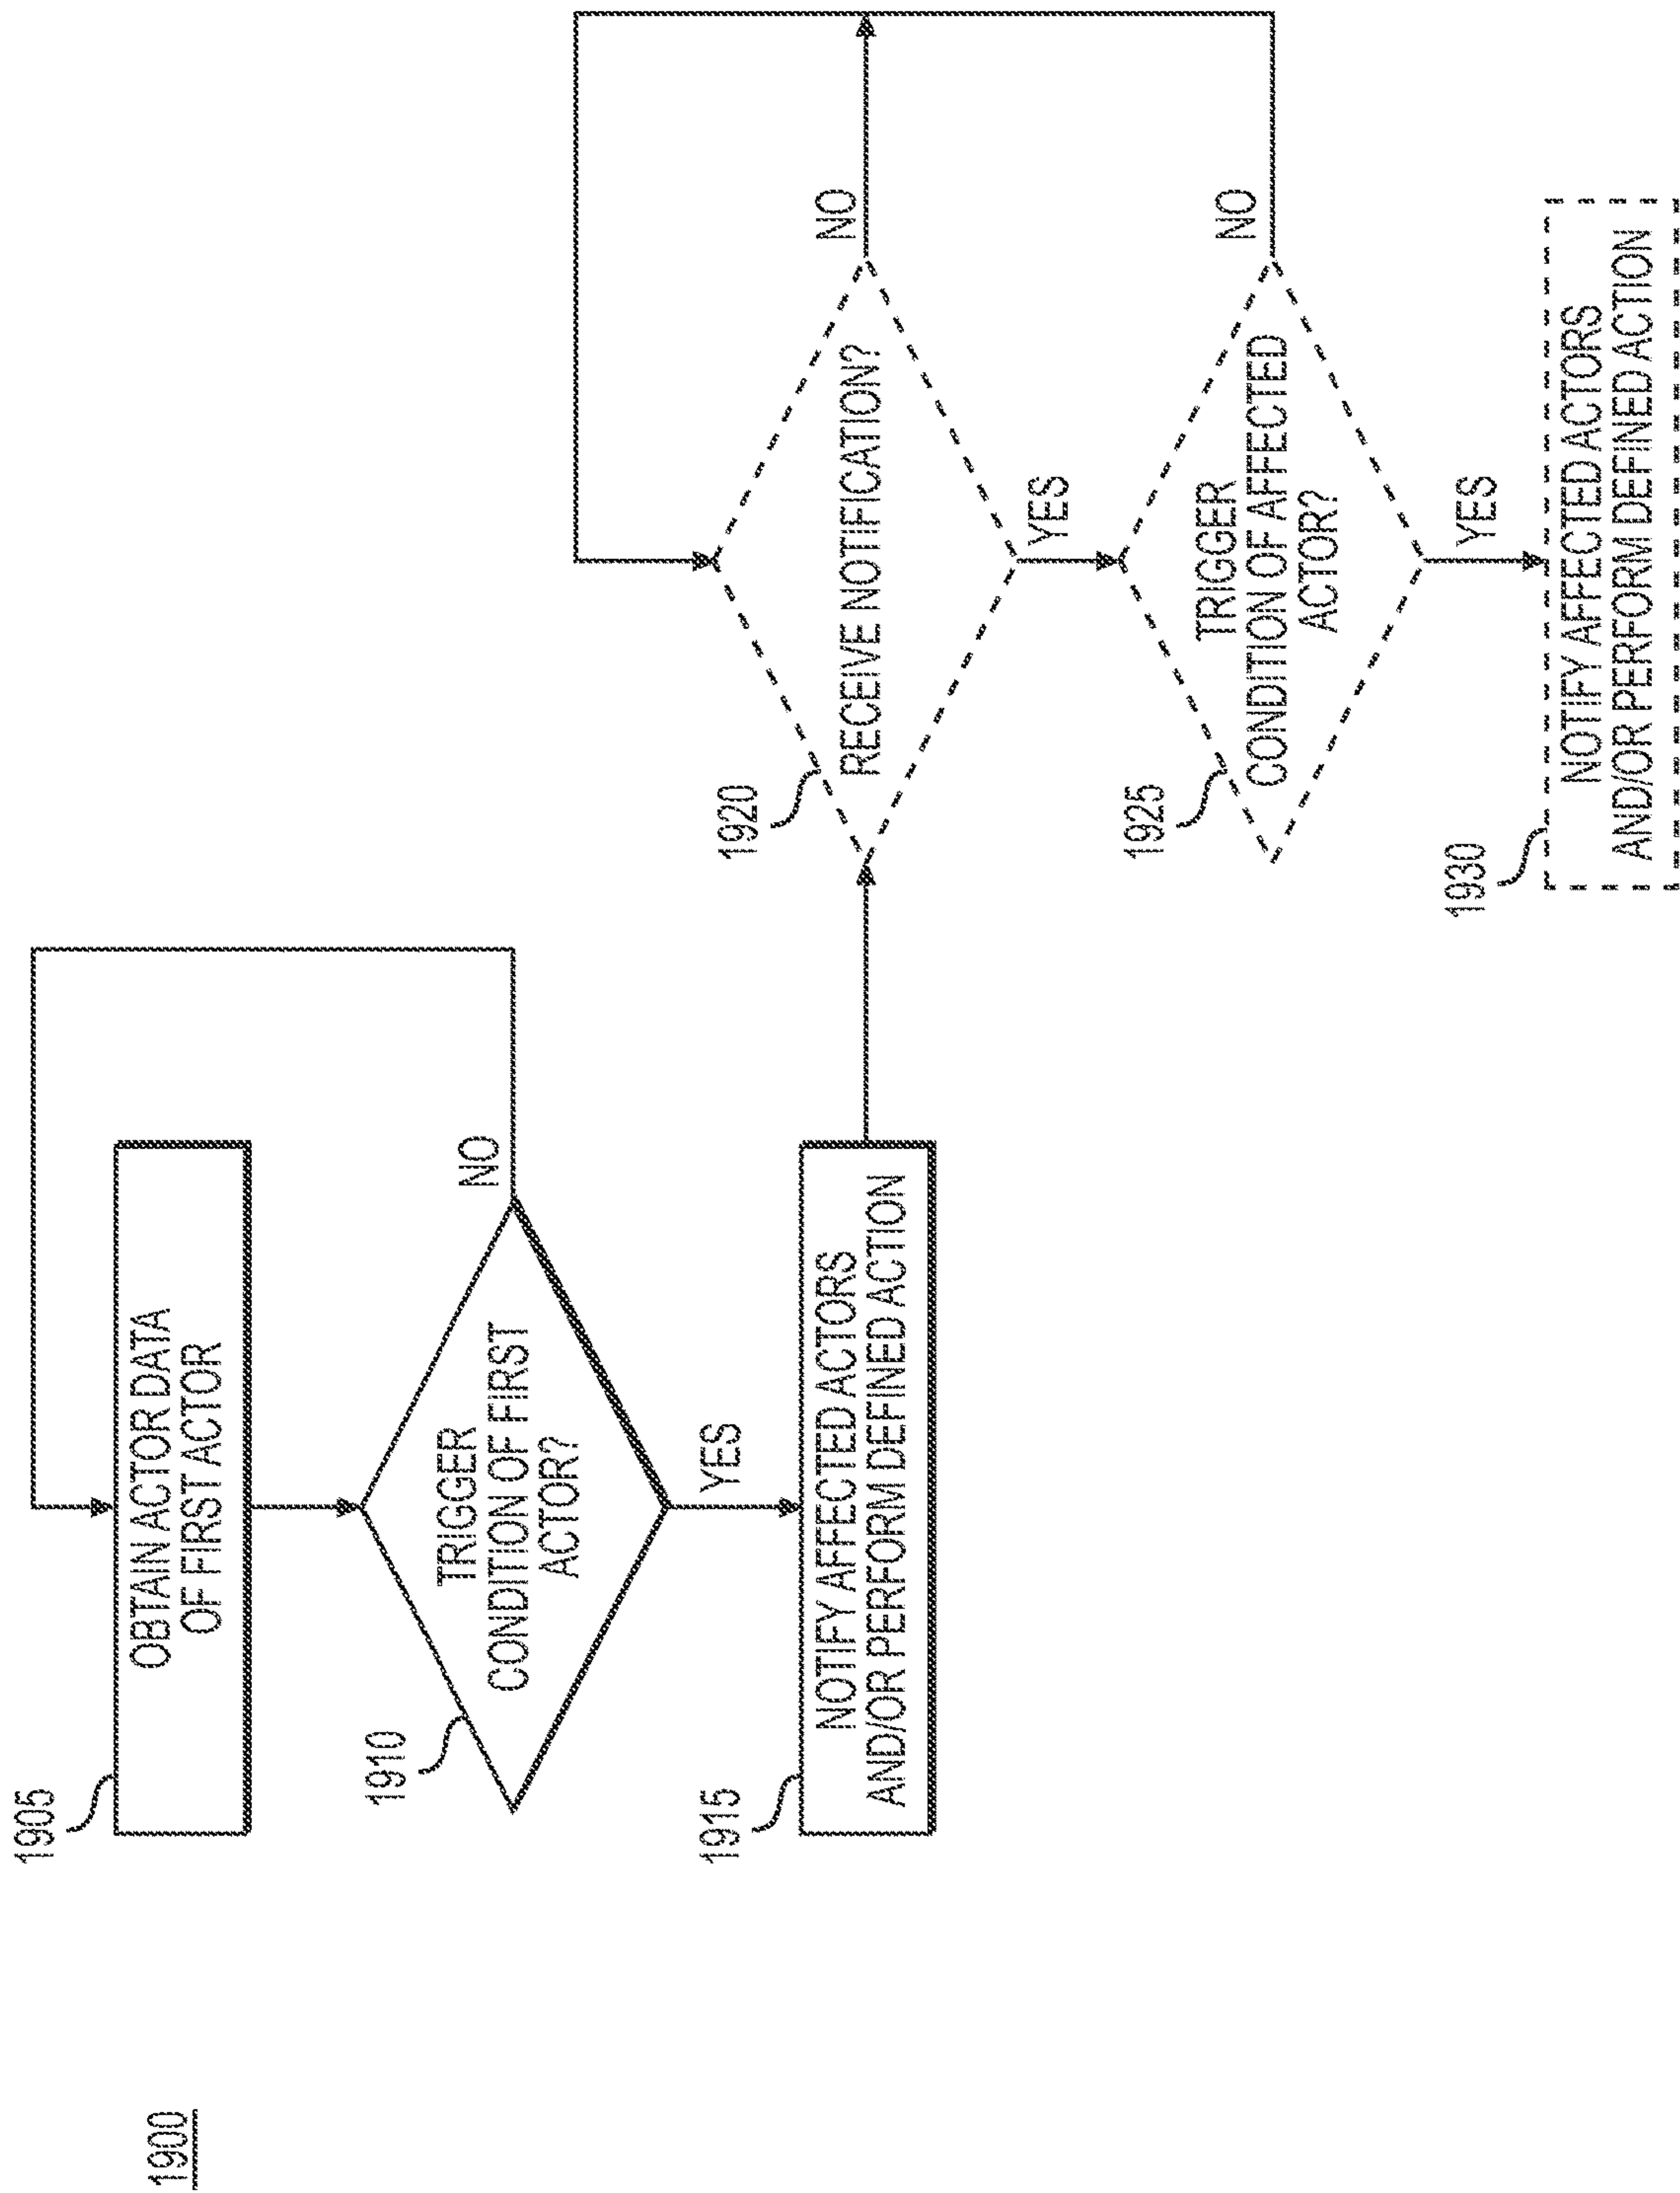 1900
1905
OBTAIN ACTOR DATA
OF FIRST ACTOR
1910
TRIGGER
CONDITION OF FIRST
ACTOR?
NO
YES
1915
NOTIFY AFFECTED ACTORS
AND/OR PERFORM DEFINED ACTION
1920
RECEIVE NOTIFICATION?
NO
YES
1925
TRIGGER
CONDITION OF AFFECTED
ACTOR?
NO
YES
1930
NOTIFY AFFECTED ACTORS
AND/OR PERFORM DEFINED ACTION